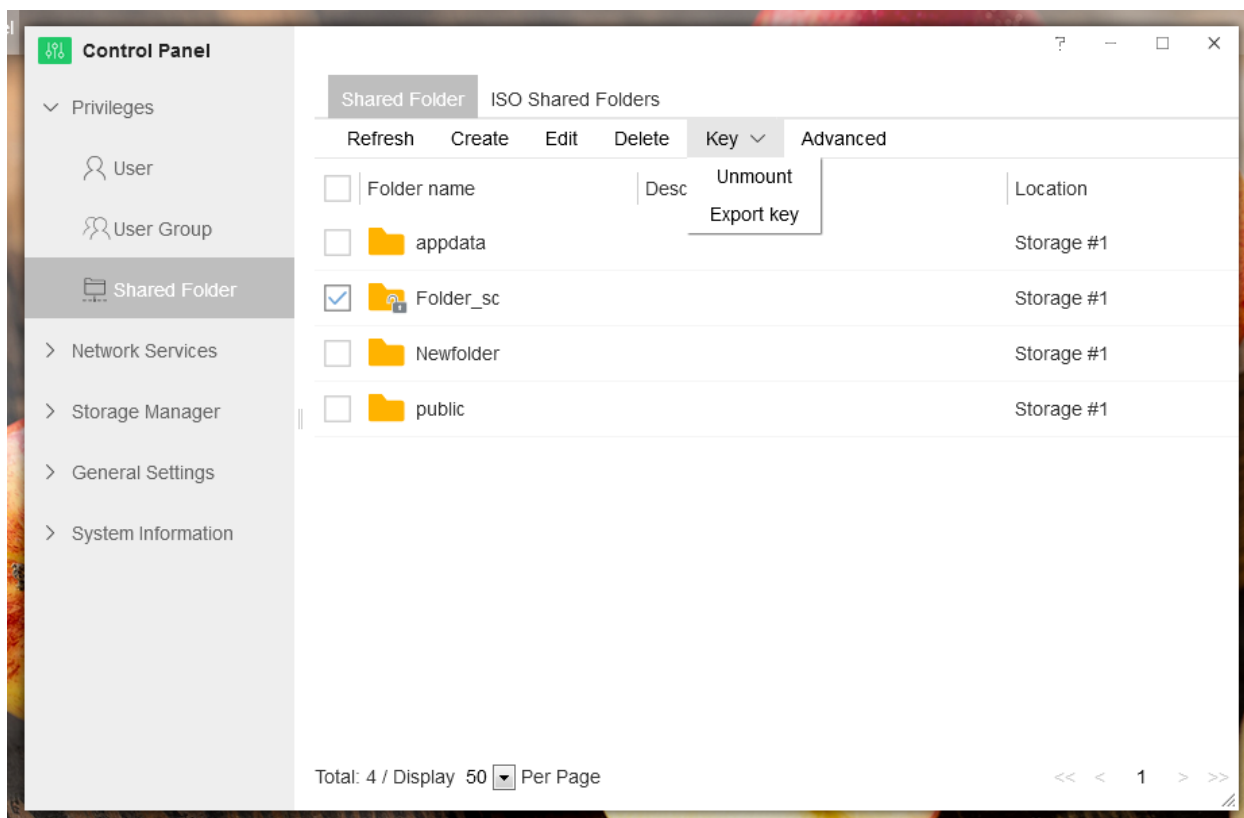 Control Panel
Privileges
User
User Group
Shared Folder
Network Services
Storage Manager
General Settings
System Information
?
Shared Folder ISO Shared Folders
Refresh Create Edit Delete Key Advanced
Unmount
Export key
Folder name Desc Location
appdata Storage #1
Folder_sc Storage #1
Newfolder Storage #1
public Storage #1
Total: 4 / Display 50 Per Page << < 1 > >>